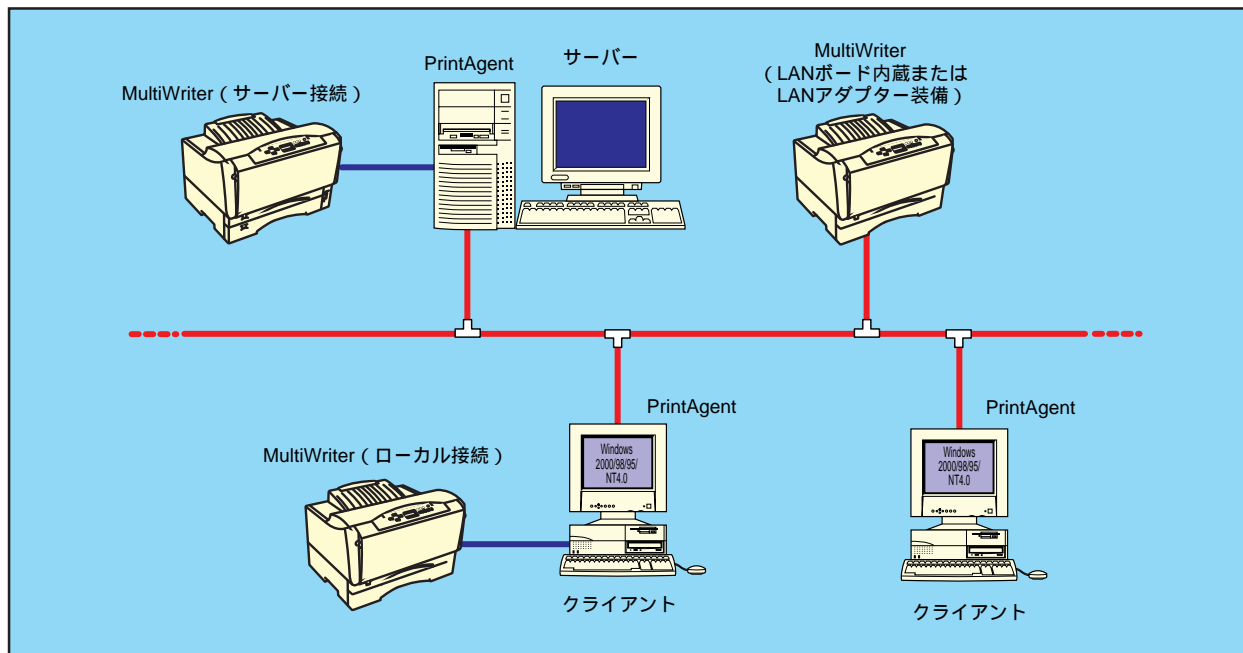 MultiWriter(サーバー接続)
PrintAgent
サーバー
MultiWriter
(LANボード内蔵または
LANアダプター装備)
MultiWriter(ローカル接続)
PrintAgent
Windows
2000/98/95/
NT4.0
クライアント
PrintAgent
Windows
2000/98/95/
NT4.0
クライアント